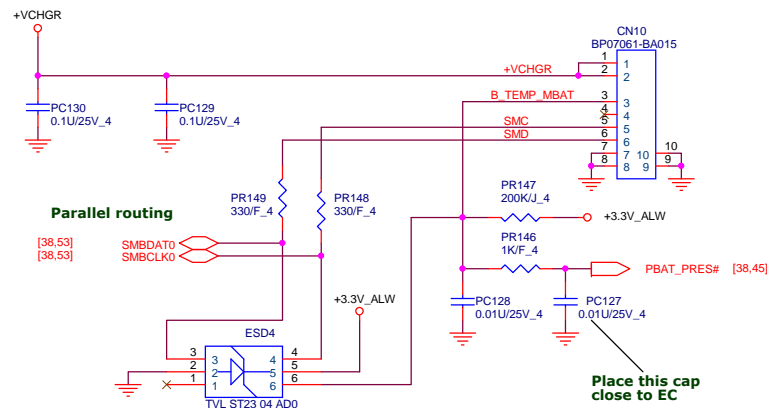 +VCHGR
CN10
BP07061-BA015
+VCHGR
1
2
1
2
PC130
0.1U/25V_4
PC129
0.1U/25V_4
B_TEMP_MBAT
3
3
4
4
SMC
5
5
SMD
6
6
7
7
10
10
8
8
9
9
PR149
330/F_4
PR148
330/F_4
PR147
200K/J_4
+3.3V_ALW
Parallel routing
[38,53]
SMBDAT0
[38,53]
SMBCLK0
PR146
1K/F_4
PBAT_PRES#
[38,45]
+3.3V_ALW
PC128
0.01U/25V_4
PC127
0.01U/25V_4
ESD4
3
3
4
4
2
2
5
5
1
1
6
6
TVL ST23 04 AD0
Place this cap
close to EC